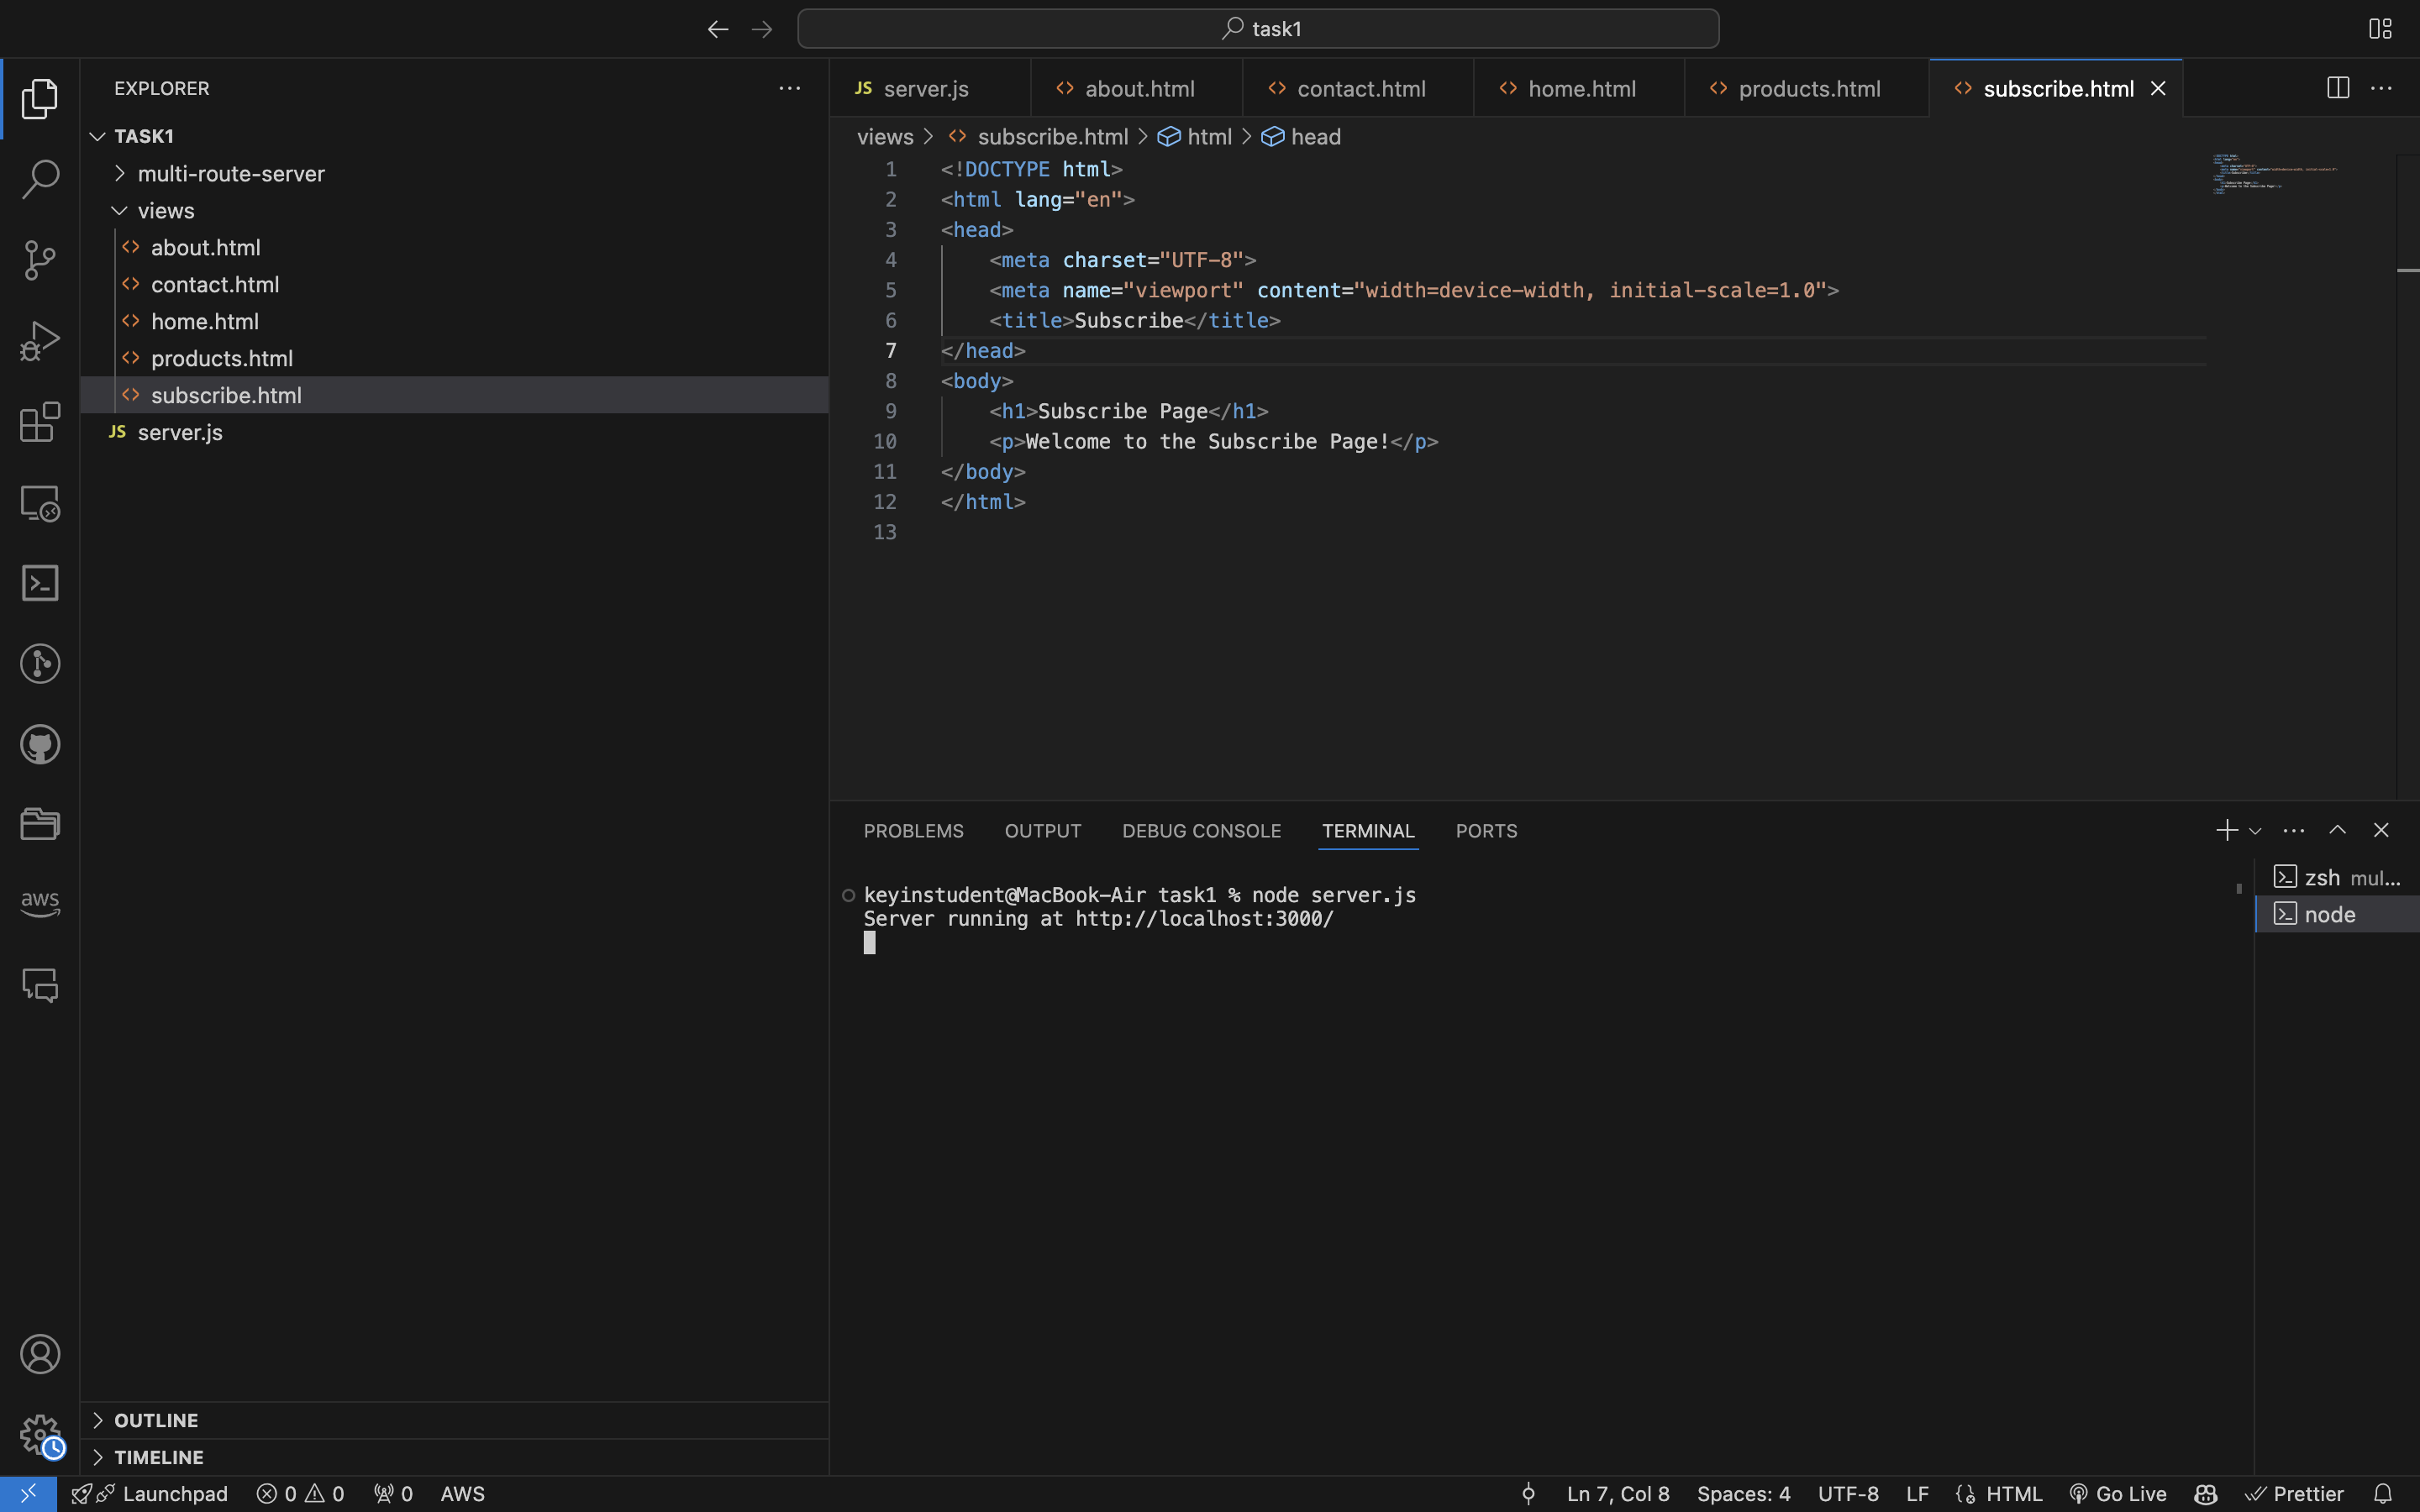 task1
EXPLORER
TASK1
multi-route-server
views
about.html
contact.html
home.html
products.html
subscribe.html
JS server.js
OUTLINE
TIMELINE
aws
JS server.js
about.html
contact.html
home.html
products.html
subscribe.html
views > subscribe.html > html > head
1 <!DOCTYPE html>
2 <html lang="en">
3 <head>
4 <meta charset="UTF-8">
5 <meta name="viewport" content="width=device-width, initial-scale=1.0">
6 <title>Subscribe</title>
7 </head>
8 <body>
9 <h1>Subscribe Page</h1>
10 <p>Welcome to the Subscribe Page!</p>
11 </body>
12 </html>
13
PROBLEMS OUTPUT DEBUG CONSOLE TERMINAL PORTS
keyinstudent@MacBook-Air task1 % node server.js
Server running at http://localhost:3000/
zsh mul...
node
Launchpad 0 0 0 AWS
Ln 7, Col 8 Spaces: 4 UTF-8 LF HTML Go Live Prettier